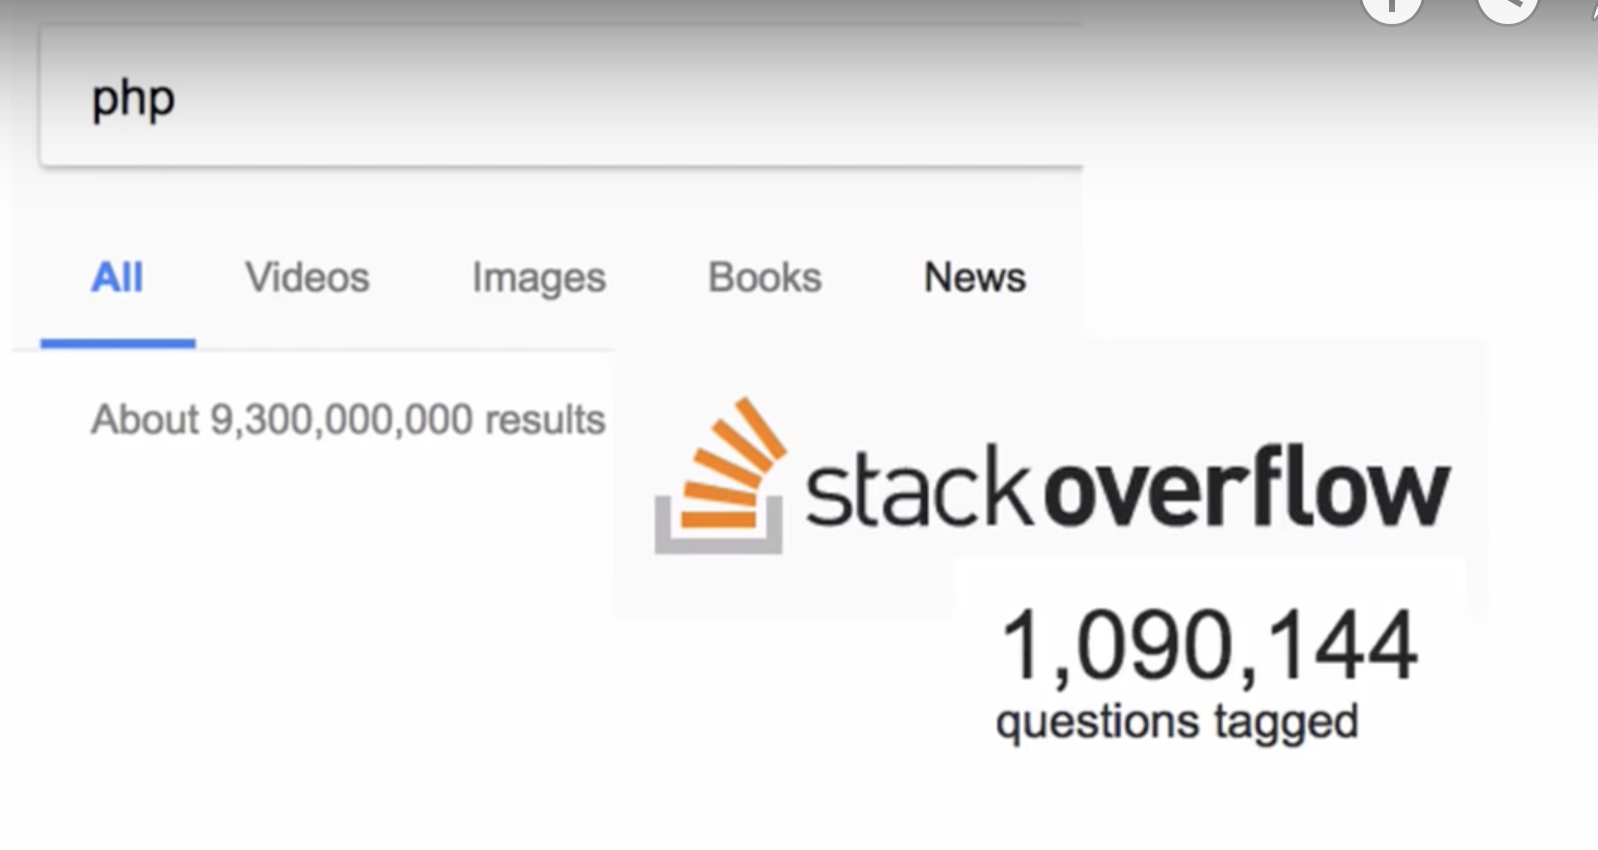 php
All Videos Images Books News
About 9,300,000,000 results
stackoverflow
1,090,144
questions tagged